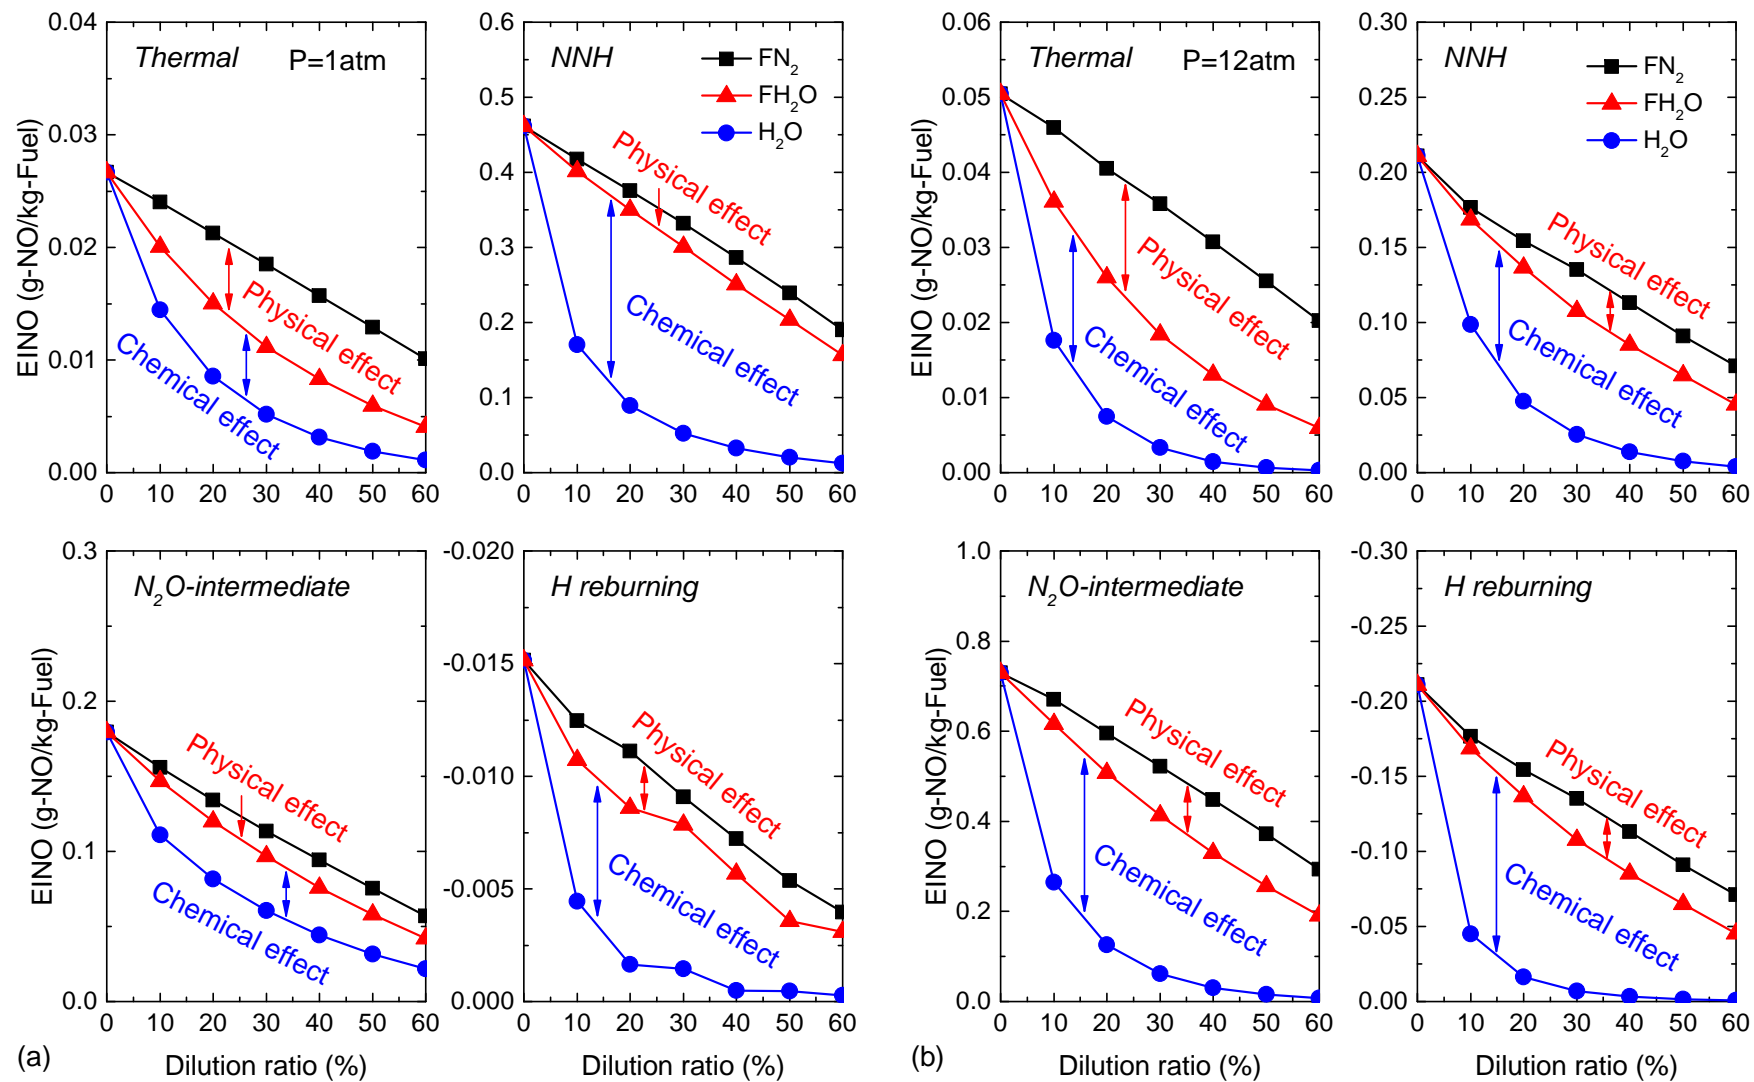 0.04
0.03
0.02
0.01
0.00
EINO (g-NO/kg-Fuel)
Thermal P=1atm
Physical effect
Chemical effect
0 10 20 30 40 50 60
0.6
0.5
0.4
0.3
0.2
0.1
0.0
NNH
FN2
FH2O
H2O
Physical effect
Chemical effect
0 10 20 30 40 50 60
0.06
0.05
0.04
0.03
0.02
0.01
0.00
EINO (g-NO/kg-Fuel)
Thermal P=12atm
Physical effect
Chemical effect
0 10 20 30 40 50 60
0.30
0.25
0.20
0.15
0.10
0.05
0.00
NNH
FN2
FH2O
H2O
Physical effect
Chemical effect
0 10 20 30 40 50 60
0.3
0.2
0.1
0.0
EINO (g-NO/kg-Fuel)
N2O-intermediate
Physical effect
Chemical effect
0 10 20 30 40 50 60
Dilution ratio (%)
(a)
-0.020
-0.015
-0.010
-0.005
-0.000
H reburning
Physical effect
Chemical effect
0 10 20 30 40 50 60
Dilution ratio (%)
1.0
0.8
0.6
0.4
0.2
0.0
EINO (g-NO/kg-Fuel)
N2O-intermediate
Physical effect
Chemical effect
0 10 20 30 40 50 60
Dilution ratio (%)
(b)
-0.30
-0.25
-0.20
-0.15
-0.10
-0.05
-0.00
H reburning
Physical effect
Chemical effect
0 10 20 30 40 50 60
Dilution ratio (%)